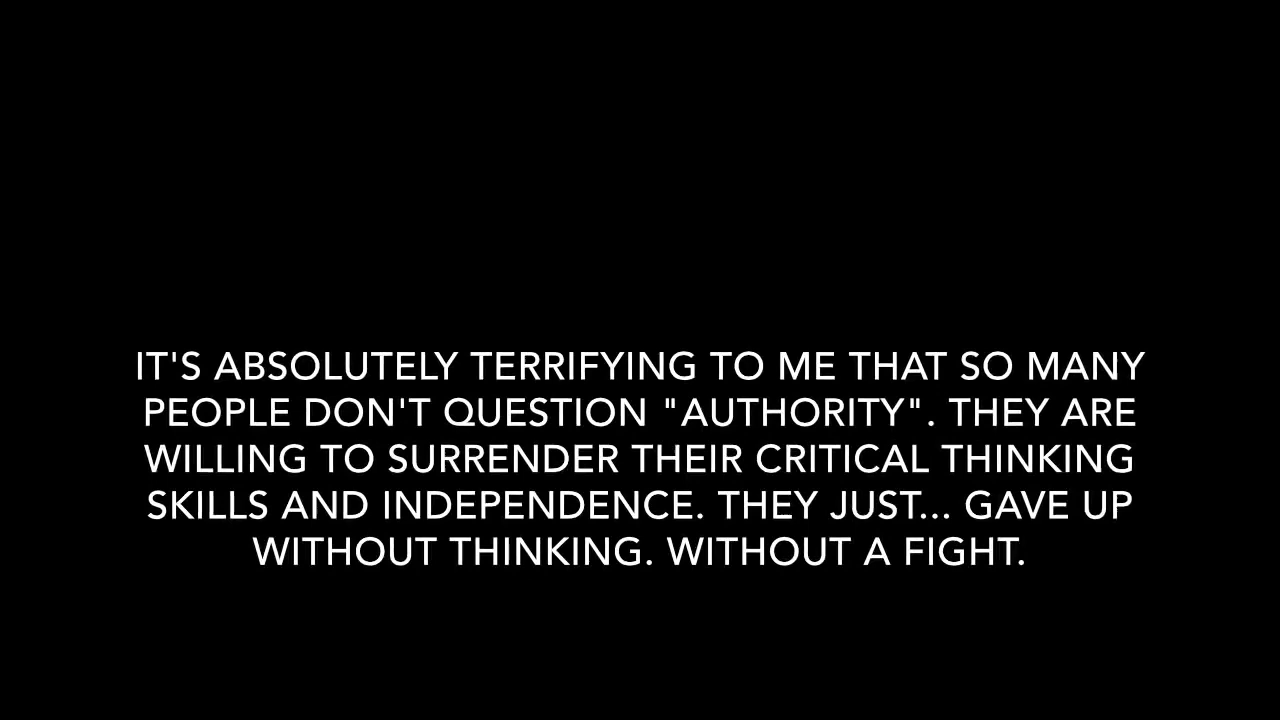 IT'S ABSOLUTELY TERRIFYING TO ME THAT SO MANY
PEOPLE DON'T QUESTION "AUTHORITY". THEY ARE
WILLING TO SURRENDER THEIR CRITICAL THINKING
SKILLS AND INDEPENDENCE. THEY JUST... GAVE UP
WITHOUT THINKING. WITHOUT A FIGHT.